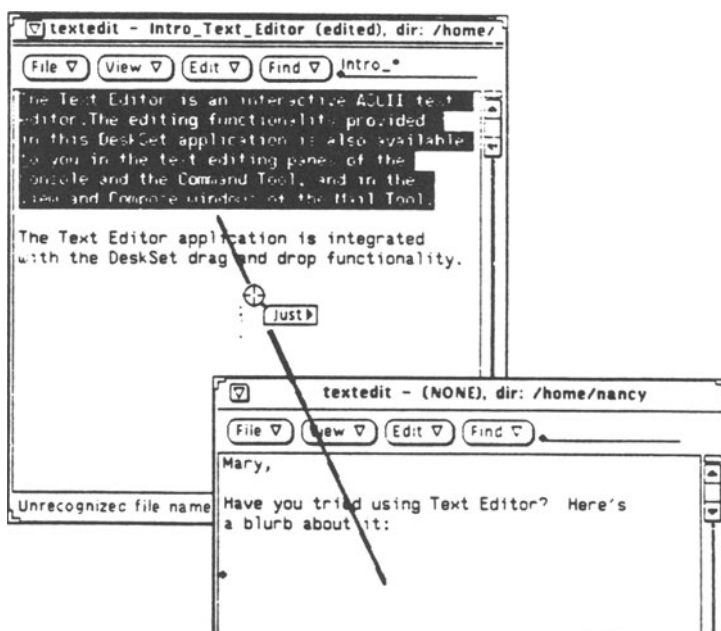 textedit - Intro_Text_Editor (edited), dir: /home/
File View Edit Find Intro_*
The Text Editor is an interactive ASCII text
editor.The editing functionality provided
in this DeskSet application is also available
to you in the text editing panes of the
Console and the Command Tool, and in the
View and Compose windows of the Mail Tool.
The Text Editor application is integrated
with the DeskSet drag and drop functionality.
Just
Unrecognized file name
textedit - (NONE), dir: /home/nancy
File View Edit Find
Mary,
Have you tried using Text Editor? Here's
a blurb about it: